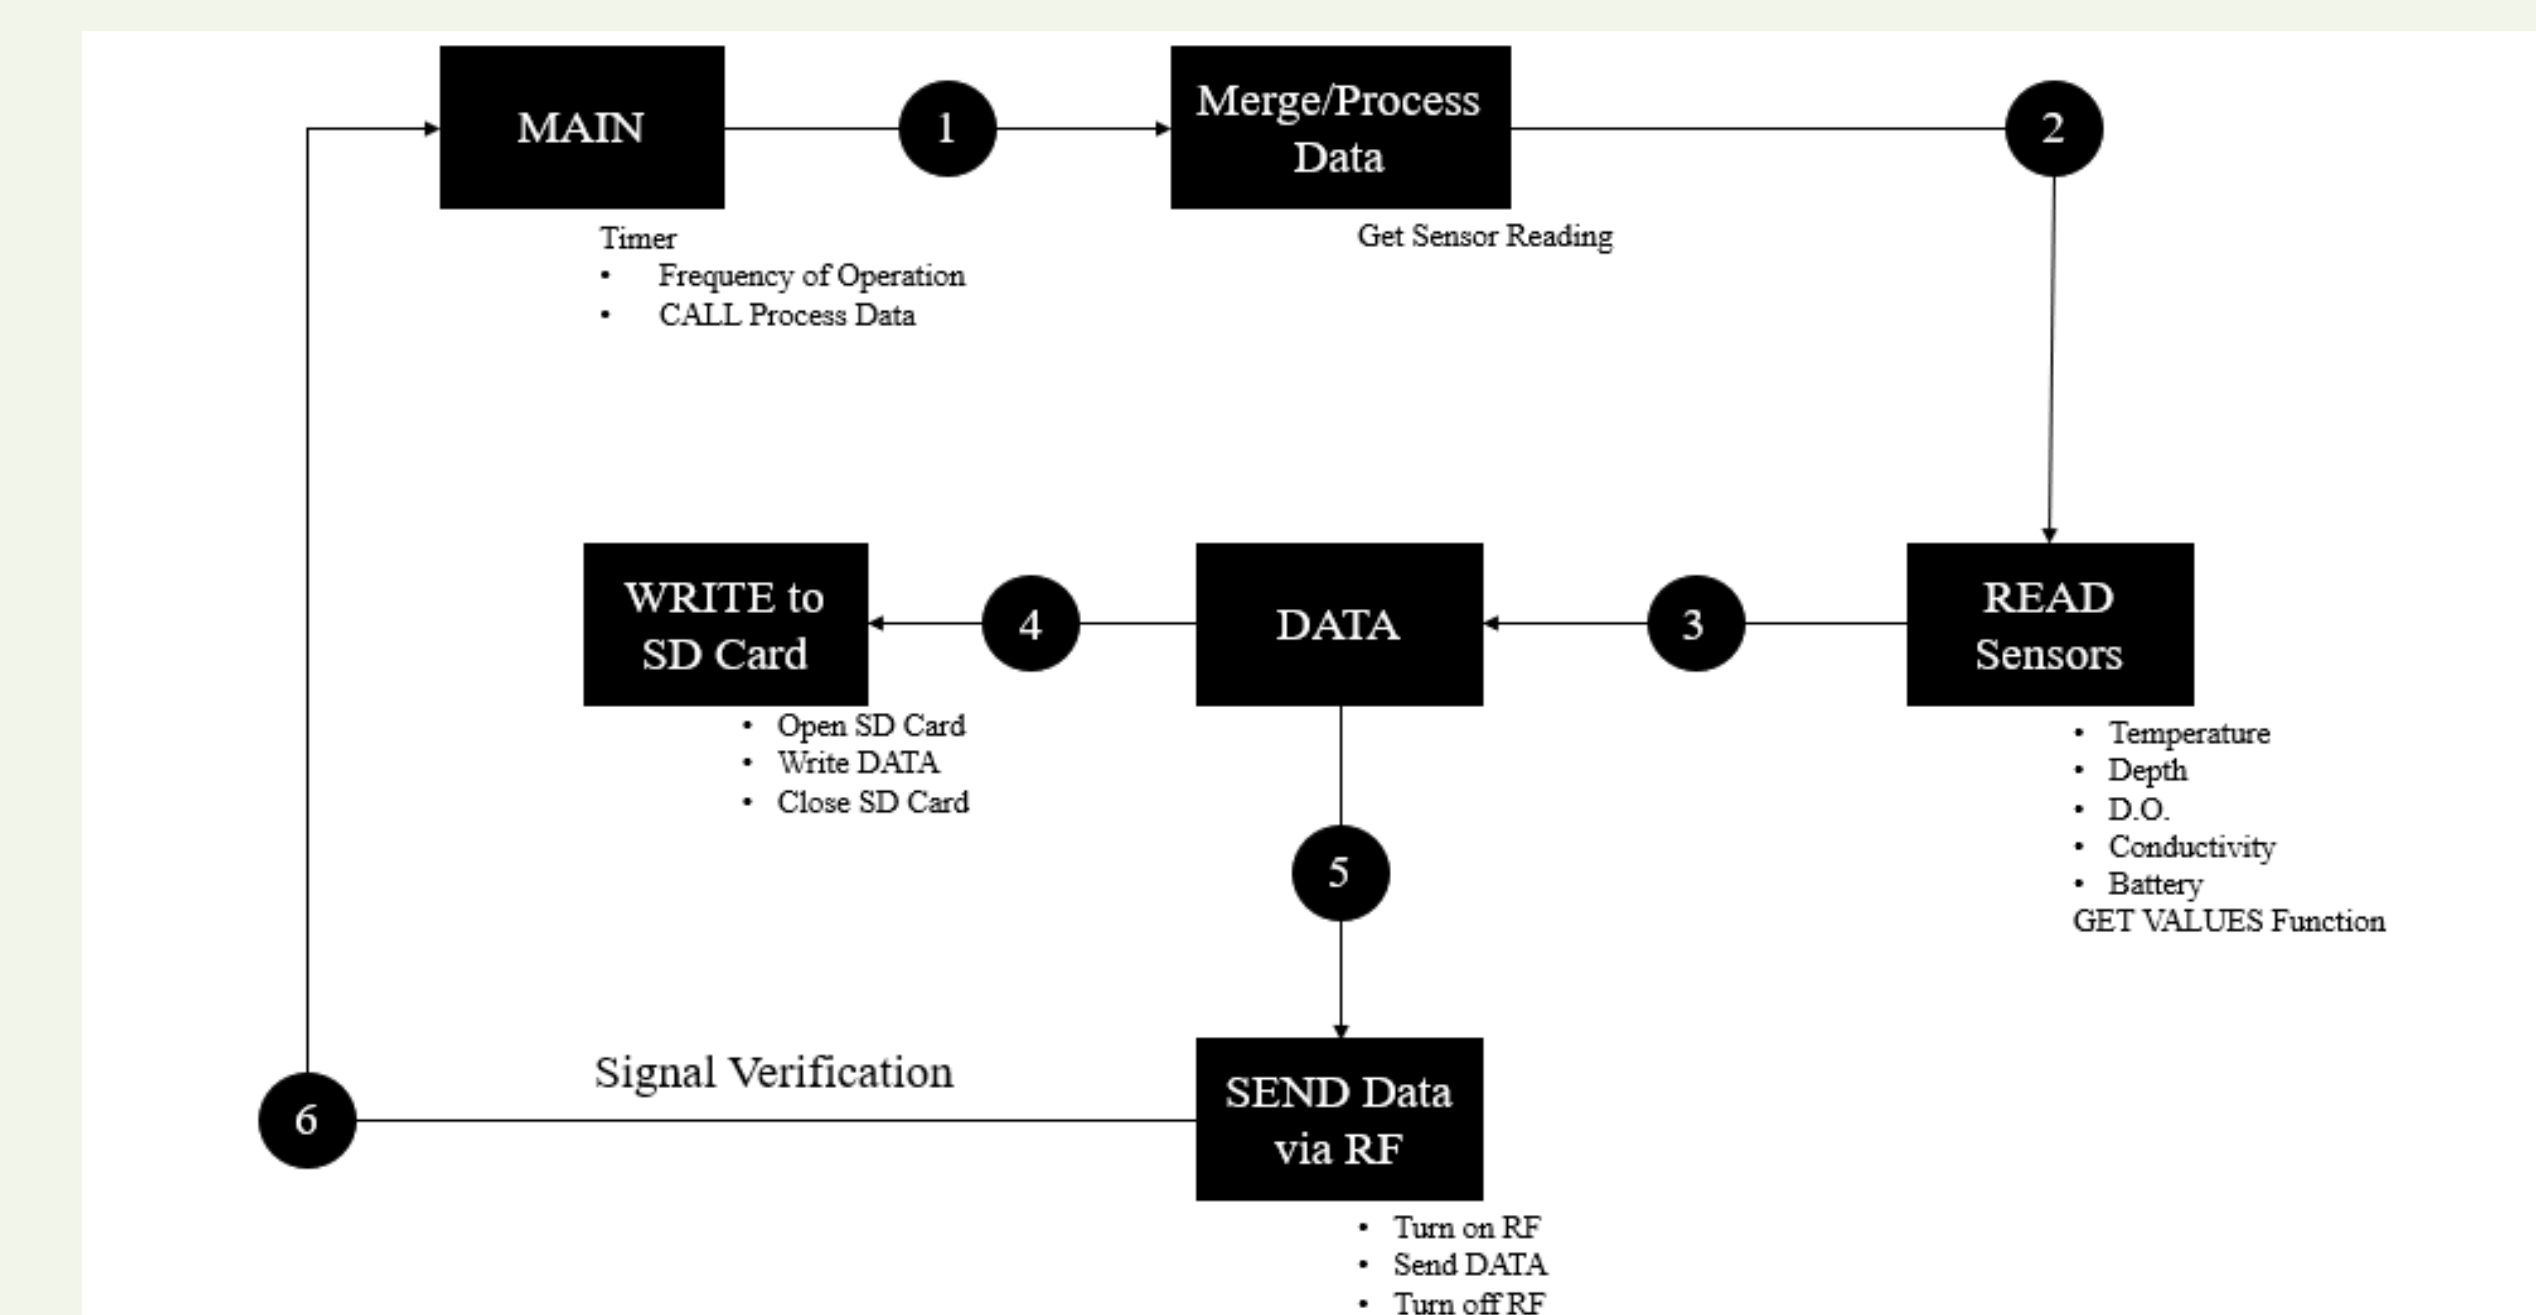 MAIN
1
Merge/Process
Data
2
Timer
• Frequency of Operation
• CALL Process Data
Get Sensor Reading
WRITE to
SD Card
4
DATA
3
READ
Sensors
• Open SD Card
• Write DATA
• Close SD Card
• Temperature
• Depth
• D.O.
• Conductivity
• Battery
GET VALUES Function
5
Signal Verification
6
SEND Data
via RF
• Turn on RF
• Send DATA
• Turn off RF